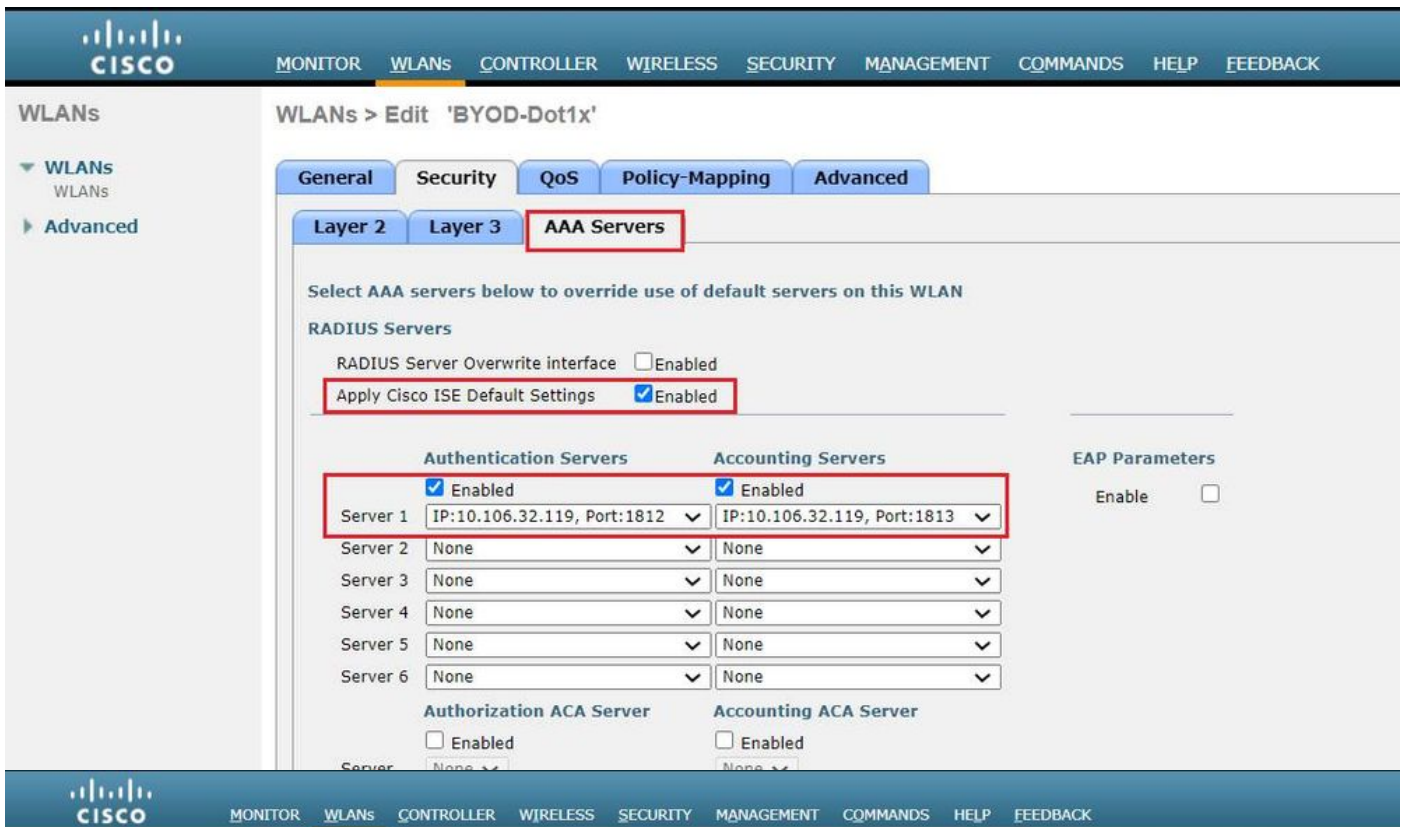 CISCO
MONITOR WLANs CONTROLLER WIRELESS SECURITY MANAGEMENT COMMANDS HELP FEEDBACK
WLANs
WLANs > Edit 'BYOD-Dot1x'
WLANs
WLANs
Advanced
General Security QoS Policy-Mapping Advanced
Layer 2 Layer 3 AAA Servers
Select AAA servers below to override use of default servers on this WLAN
RADIUS Servers
RADIUS Server Overwrite interface Enabled
Apply Cisco ISE Default Settings Enabled
Authentication Servers Accounting Servers EAP Parameters
Enabled Enabled Enable
Server 1 IP:10.106.32.119, Port:1812 IP:10.106.32.119, Port:1813
Server 2 None None
Server 3 None None
Server 4 None None
Server 5 None None
Server 6 None None
Authorization ACA Server Accounting ACA Server
Enabled Enabled
Server None None
CISCO
MONITOR WLANs CONTROLLER WIRELESS SECURITY MANAGEMENT COMMANDS HELP FEEDBACK